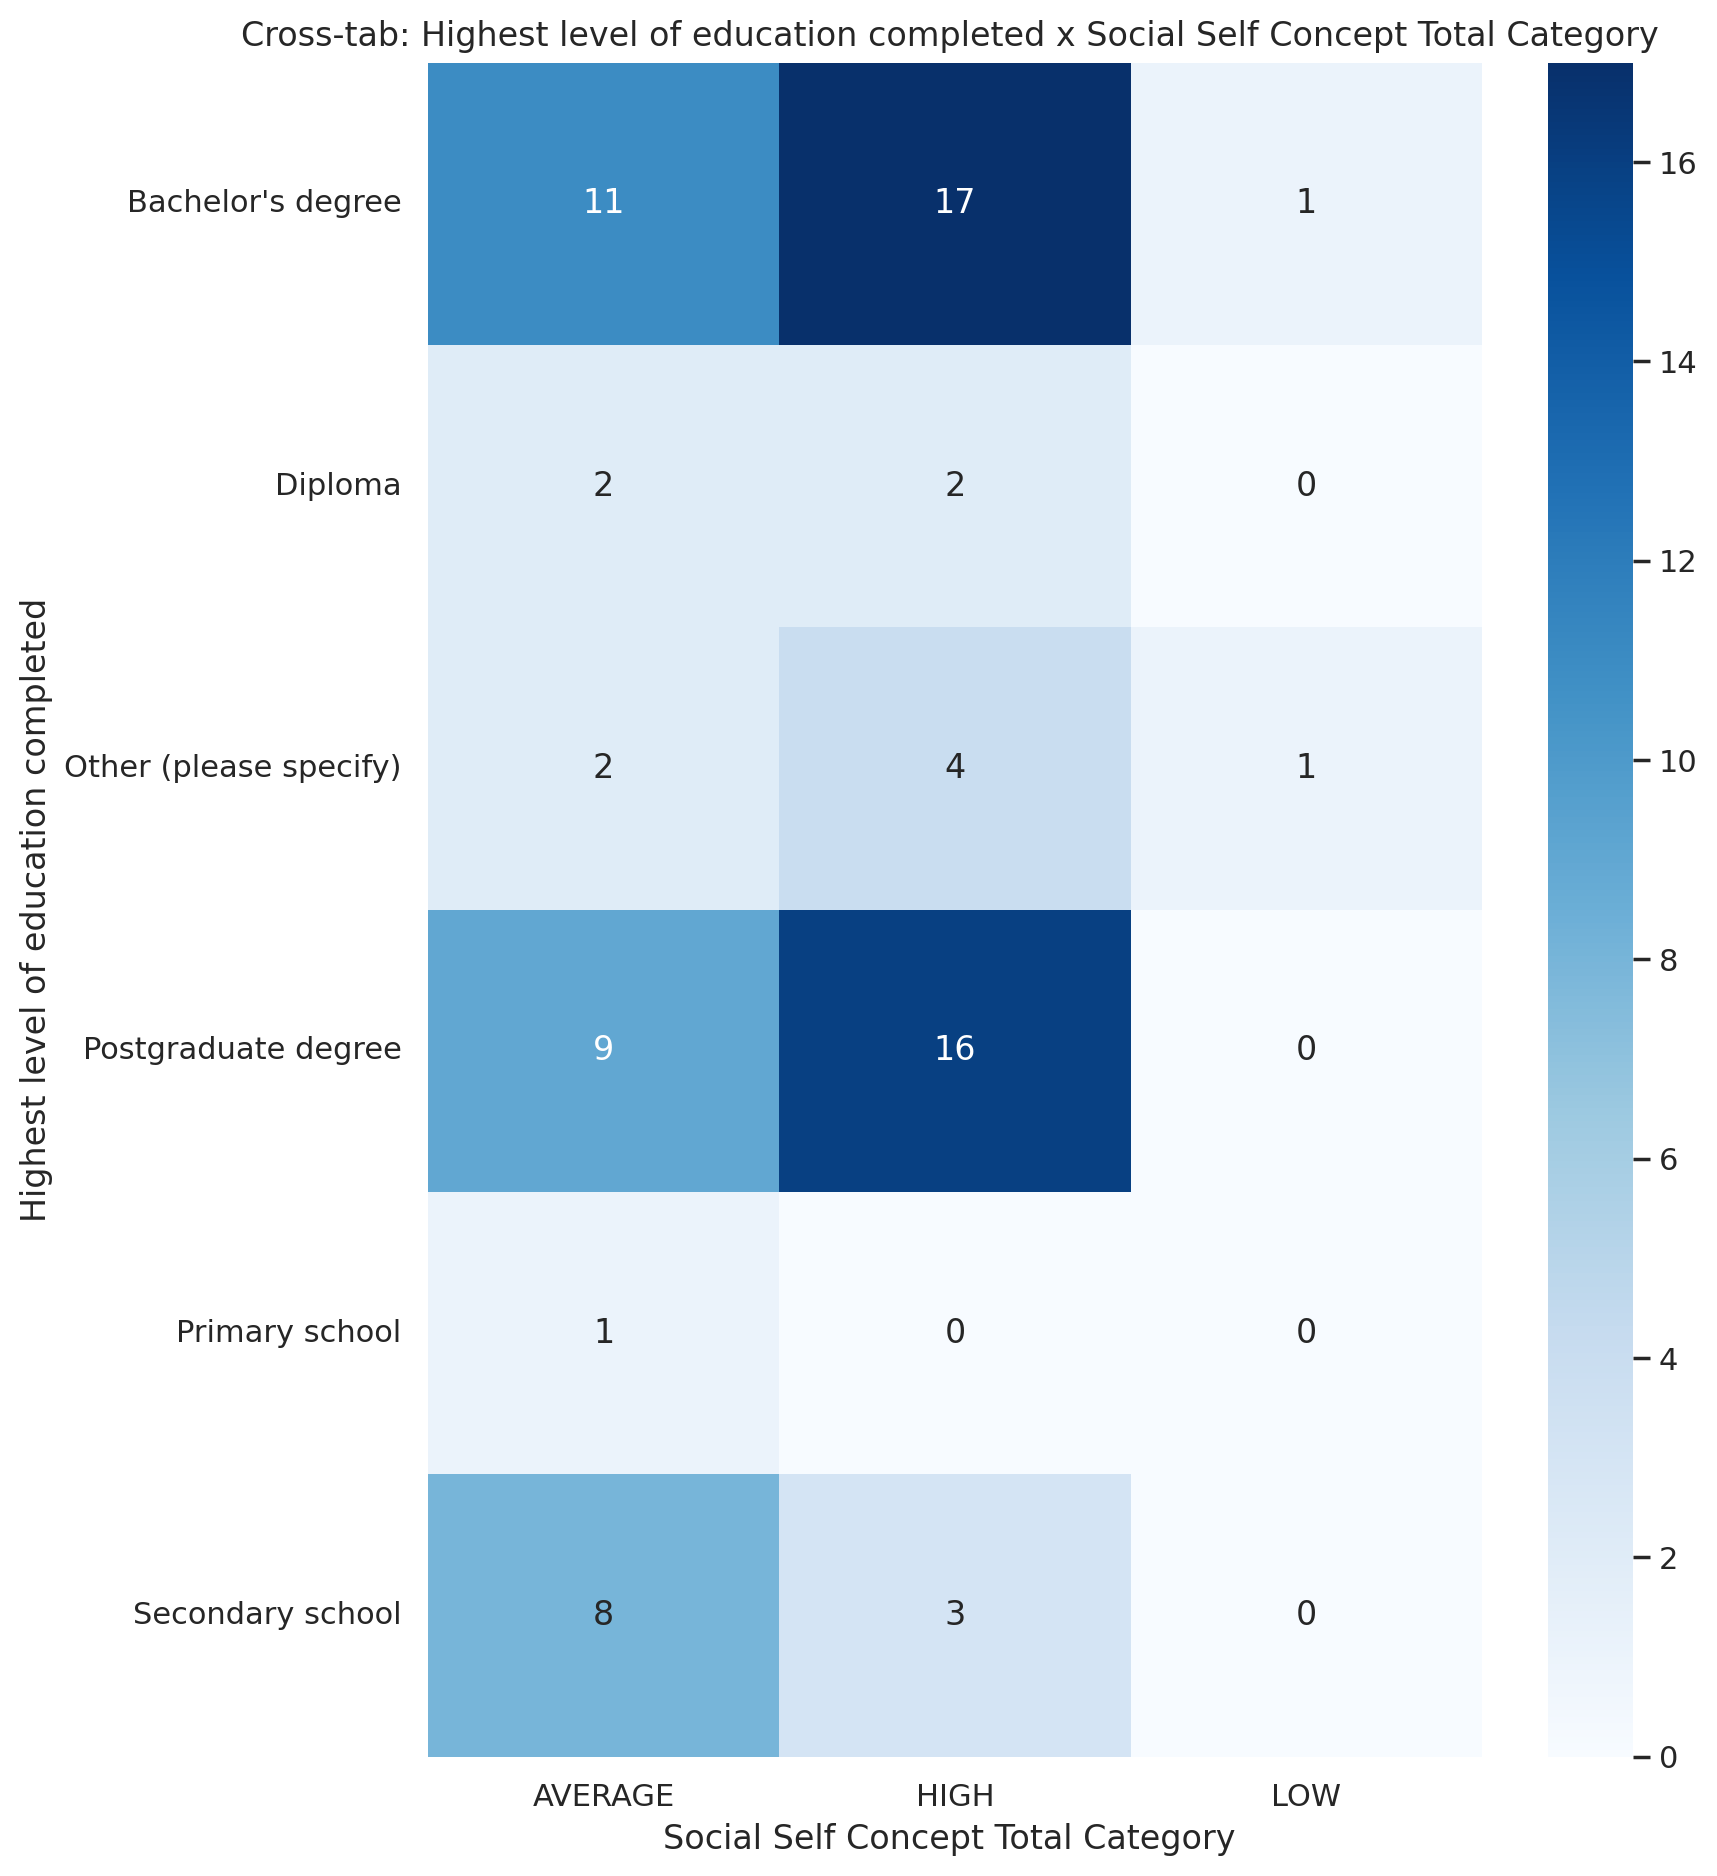 Cross-tab: Highest level of education completed x Social Self Concept Total Category
Highest level of education completed
Bachelor's degree 11 17 1
Diploma 2 2 0
Other (please specify) 2 4 1
Postgraduate degree 9 16 0
Primary school 1 0 0
Secondary school 8 3 0
AVERAGE HIGH LOW
Social Self Concept Total Category
16
14
12
10
8
6
4
2
0